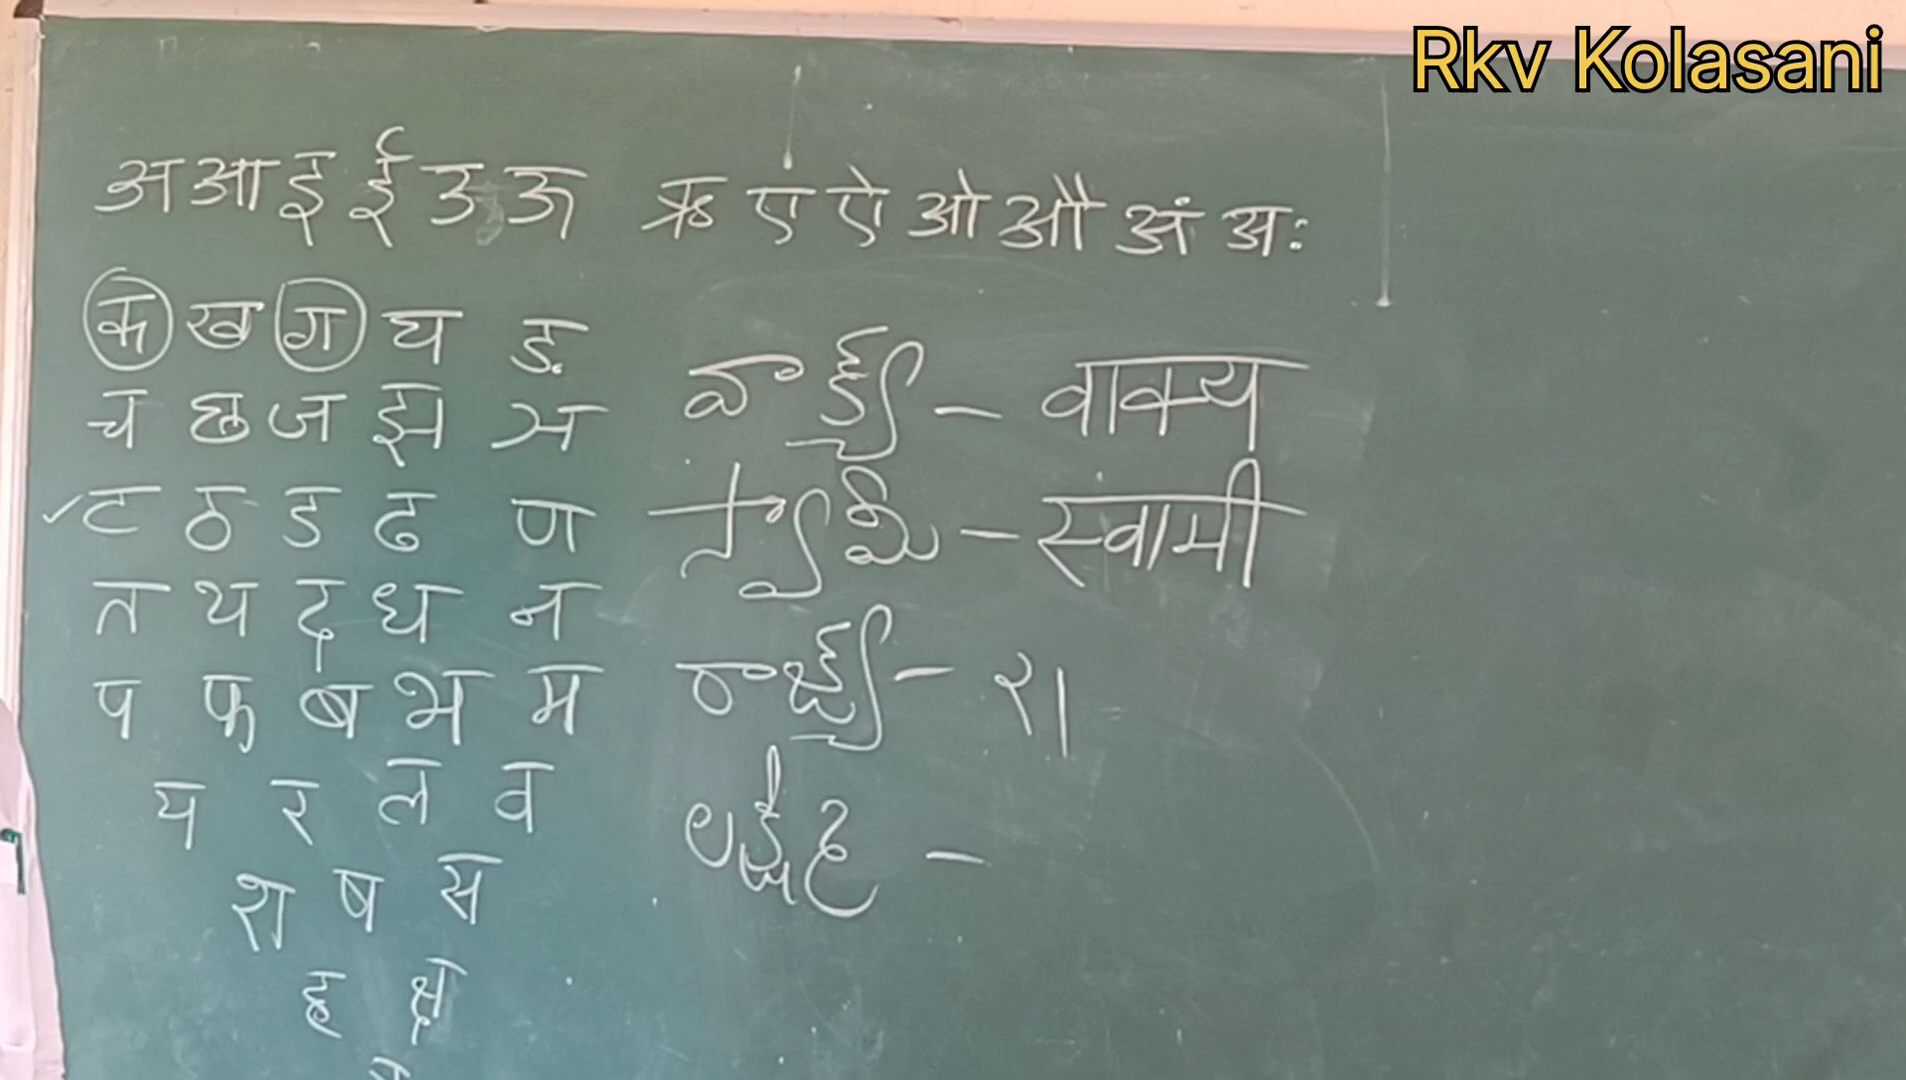 Rkv Kolasani
अ आ इ ई उ ऊ ऋ ए ऐ ओ औ अं अः
क ख ग घ ङ
च छ ज झ ञ
వాక్య – वाक्य
ट ठ ड ढ ण
స్వామి – स्वामी
त थ द ध न
प फ ब भ म
రాజ్య – रा
य र ल व
–
श ष स
ह क्ष